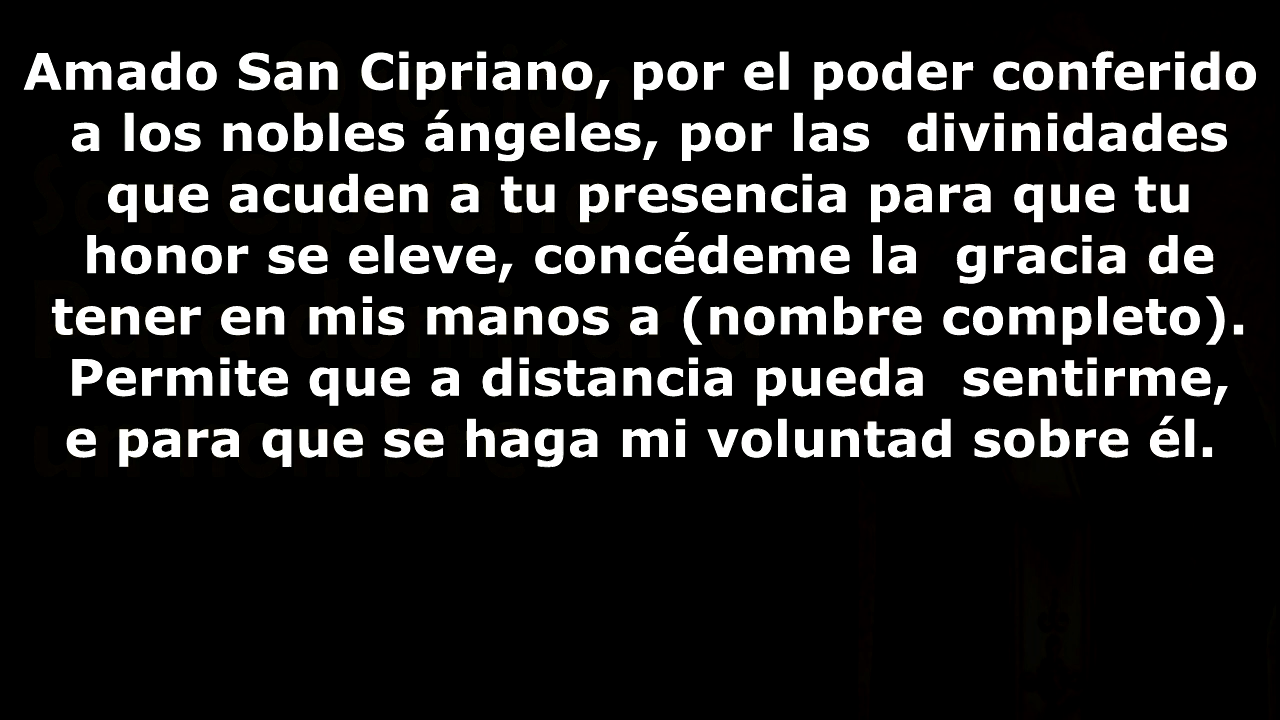 Amado San Cipriano, por el poder conferido
a los nobles ángeles, por las divinidades
que acuden a tu presencia para que tu
honor se eleve, concédeme la gracia de
tener en mis manos a (nombre completo).
Permite que a distancia pueda sentirme,
e para que se haga mi voluntad sobre él.